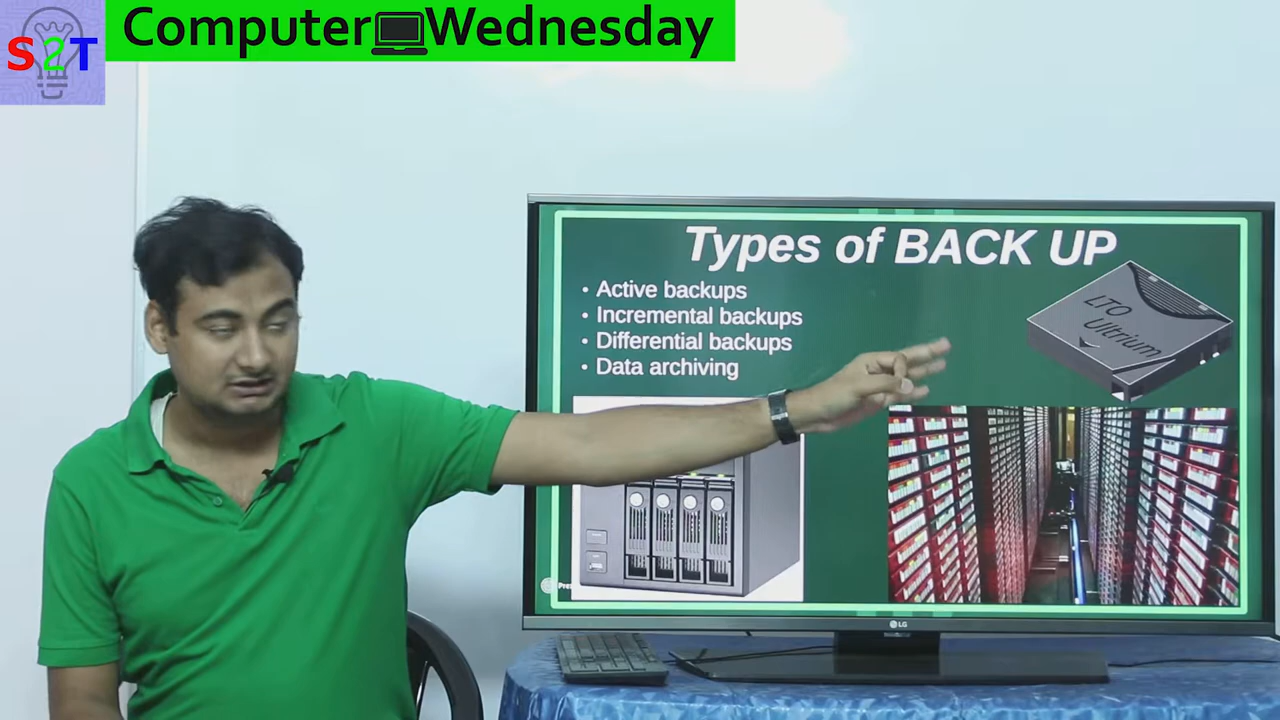 S2T
Computer Wednesday
Types of BACK UP
• Active backups
• Incremental backups
• Differential backups
• Data archiving
LTO
Ultrium
LG